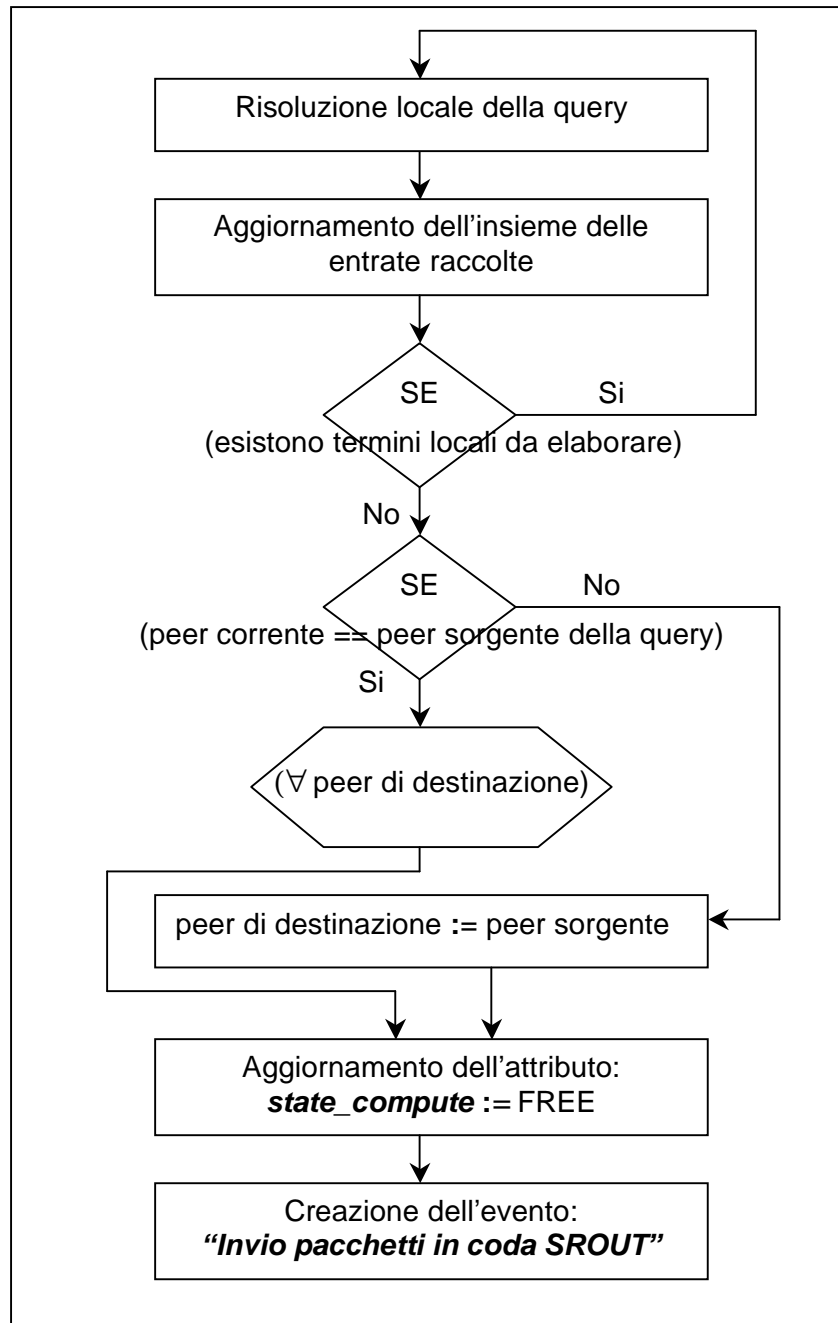 Risoluzione locale della query
Aggiornamento dell’insieme delle
entrate raccolte
SE
Si
(esistono termini locali da elaborare)
No
SE
No
(peer corrente == peer sorgente della query)
Si
(∀ peer di destinazione)
peer di destinazione := peer sorgente
Aggiornamento dell’attributo:
state_compute := FREE
Creazione dell’evento:
“Invio pacchetti in coda SROUT”